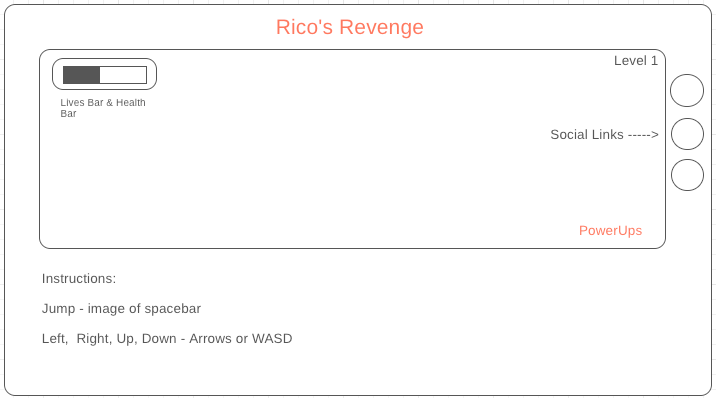 Rico's Revenge
Level 1
Lives Bar & Health
Bar
Social Links ----->
PowerUps
Instructions:
Jump - image of spacebar
Left,  Right, Up, Down - Arrows or WASD